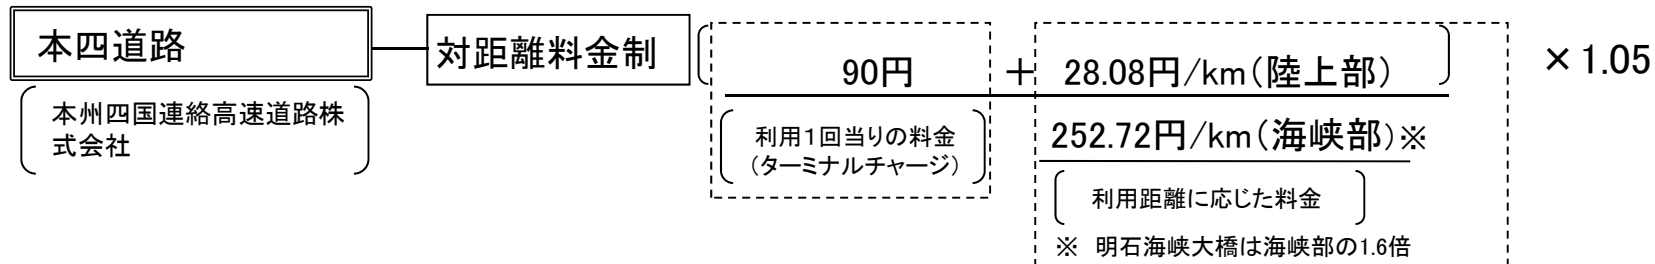 本四道路
本州四国連絡高速道路株
式会社
対距離料金制
90円 + 28.08円/km(陸上部) ×1.05
利用1回当りの料金
(ターミナルチャージ)
252.72円/km(海峡部)※
利用距離に応じた料金
※ 明石海峡大橋は海峡部の1.6倍